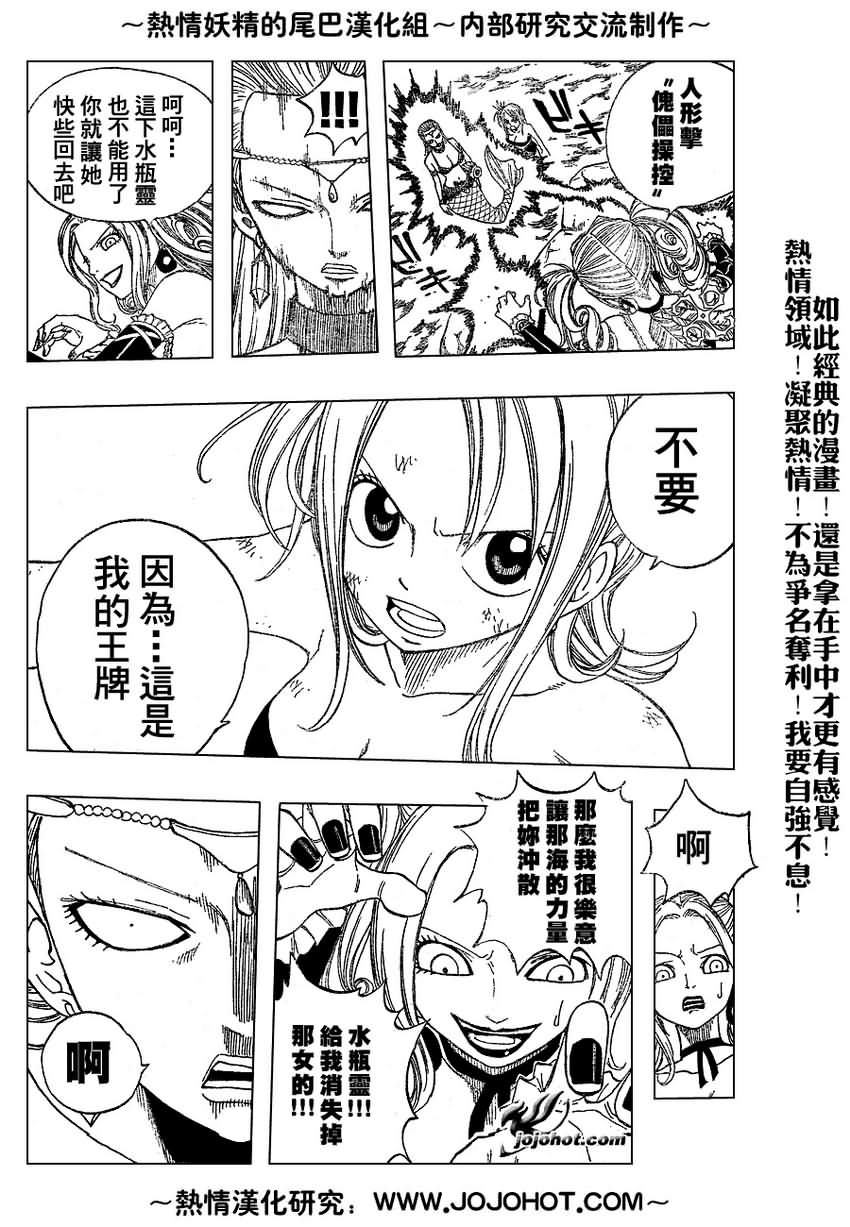 ～熱情妖精的尾巴漢化組～内部研究交流制作～
人形擊
〝傀儡操控〞
!!!
呵呵…
這下水瓶靈
也不能用了
你就讓她
快些回去吧
不要
因為…這是
我的王牌
啊
那麼我很樂意
讓那海的力量
把妳沖散
水瓶靈!!!
給我消失掉
那女的!!!
啊
jojohot.com
如此經典的漫畫！還是拿在手中才更有感覺！
熱情領域！凝聚熱情！不為爭名奪利！我要自強不息！
～熱情漢化研究：WWW.JOJOHOT.COM～